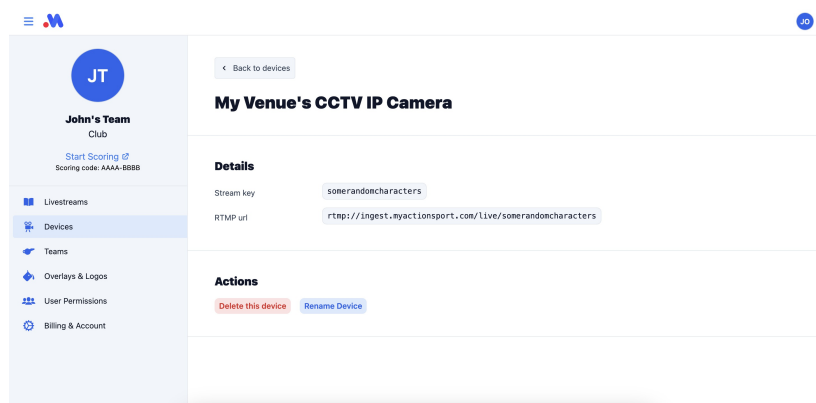 JO
JT
John's Team
Club
Start Scoring
Scoring code: AAAA-BBBB
Livestreams
Devices
Teams
Overlays & Logos
User Permissions
Billing & Account
Back to devices
My Venue's CCTV IP Camera
Details
Stream key somerandomcharacters
RTMP url rtmp://ingest.myactionsport.com/live/somerandomcharacters
Actions
Delete this device Rename Device